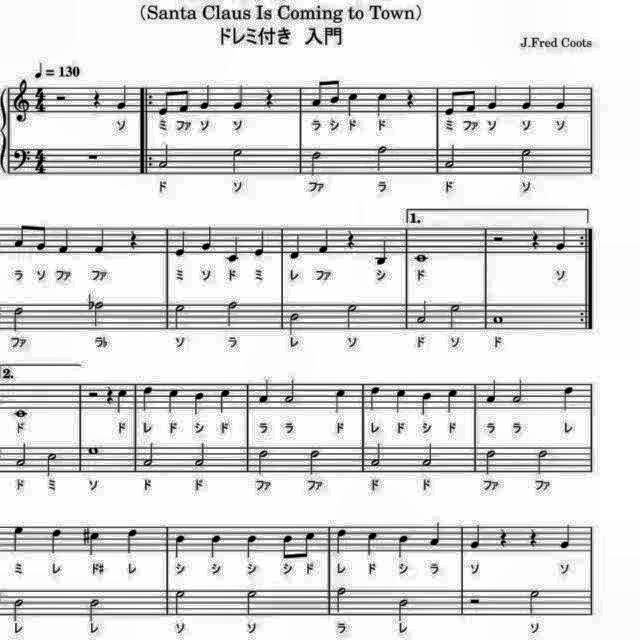 (Santa Claus Is Coming to Town)
ドレミ付き 入門
J.Fred Coots
♩= 130
ソ ミ ファ ソ ソ ラ シ ド ド ミ ファ ソ ソ ソ
ド ソ ファ ラ ド ソ
1.
ラ ソ ファ ファ ミ ソ ド ミ レ ファ シ ド ソ
ファ ラ♭ ソ ラ レ ソ ド ソ ド
2.
ド ド レ ド シ ド ラ ラ ド レ ド シ ド ラ ラ レ
ド ミ ソ ド ド ファ ファ ド ド ファ ファ
ミ レ ド# レ シ シ シ シ ド レ ド シ ラ ソ ソ
レ レ ソ ソ ラ レ ソ